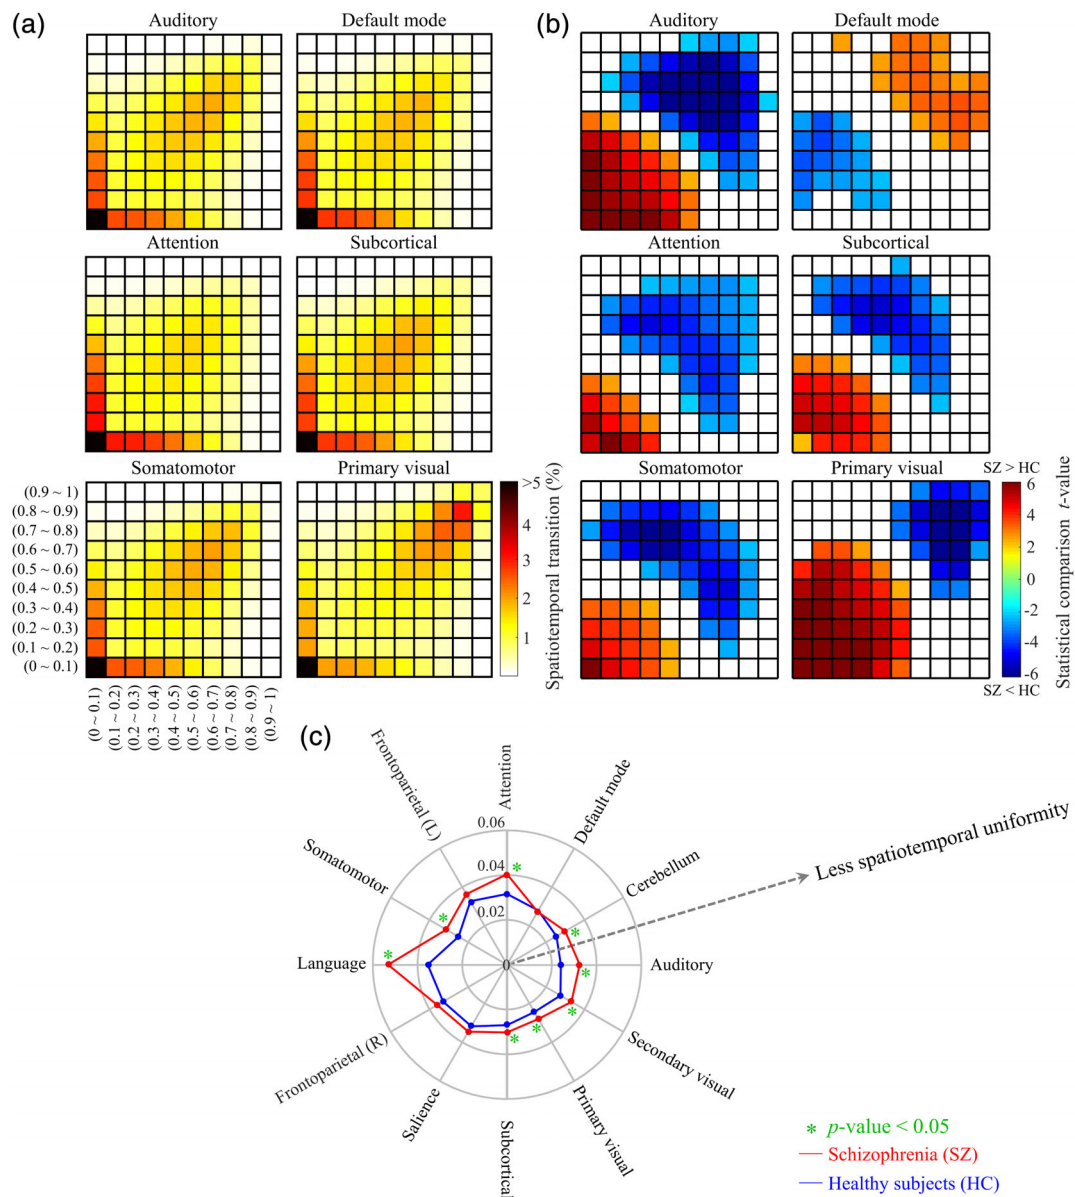 (a)
Auditory
Default mode
Attention
Subcortical
Somatomotor
Primary visual
(0.9 ~ 1)
(0.8 ~ 0.9)
(0.7 ~ 0.8)
(0.6 ~ 0.7)
(0.5 ~ 0.6)
(0.4 ~ 0.5)
(0.3 ~ 0.4)
(0.2 ~ 0.3)
(0.1 ~ 0.2)
(0 ~ 0.1)
(0 ~ 0.1)
(0.1 ~ 0.2)
(0.2 ~ 0.3)
(0.3 ~ 0.4)
(0.4 ~ 0.5)
(0.5 ~ 0.6)
(0.6 ~ 0.7)
(0.7 ~ 0.8)
(0.8 ~ 0.9)
(0.9 ~ 1)
>5
4
3
2
1
Spatiotemporal transition (%)
(b)
Auditory
Default mode
Attention
Subcortical
Somatomotor
Primary visual
SZ > HC
6
4
2
0
-2
-4
-6
SZ < HC
Statistical comparison t-value
(c)
Attention
Default mode
Cerebellum
Auditory
Secondary visual
Primary visual
Subcortical
Salience
Frontoparietal (R)
Language
Somatomotor
Frontoparietal (L)
0.06
0.04
0.02
0
*
*
*
*
*
*
*
*
Less spatiotemporal uniformity
* p-value < 0.05
Schizophrenia (SZ)
Healthy subjects (HC)